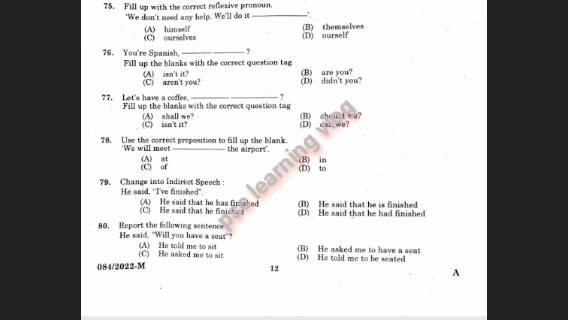 75. Fill up with the correct reflexive pronoun.
‘We don't need any help. We'll do it ————.’
(A) himself (B) themselves
(C) ourselves (D) ourself
76. You're Spanish, ———— ?
Fill up the blanks with the correct question tag
(A) isn't it? (B) are you?
(C) aren't you? (D) didn't you?
77. Let's have a coffee, ———— ?
Fill up the blanks with the correct question tag
(A) shall we? (B) should we?
(C) isn't it? (D) can we?
78. Use the correct preposition to fill up the blank.
‘We will meet ———— the airport’.
(A) at (B) in
(C) of (D) to
79. Change into Indirect Speech :
He said, “I've finished”.
(A) He said that he has finished (B) He said that he is finished
(C) He said that he finished (D) He said that he had finished
80. Report the following sentence
He said, “Will you have a seat”?
(A) He told me to sit (B) He asked me to have a seat
(C) He asked me to sit (D) He told me to be seated
084/2022-M 12 A
psc learning vlog